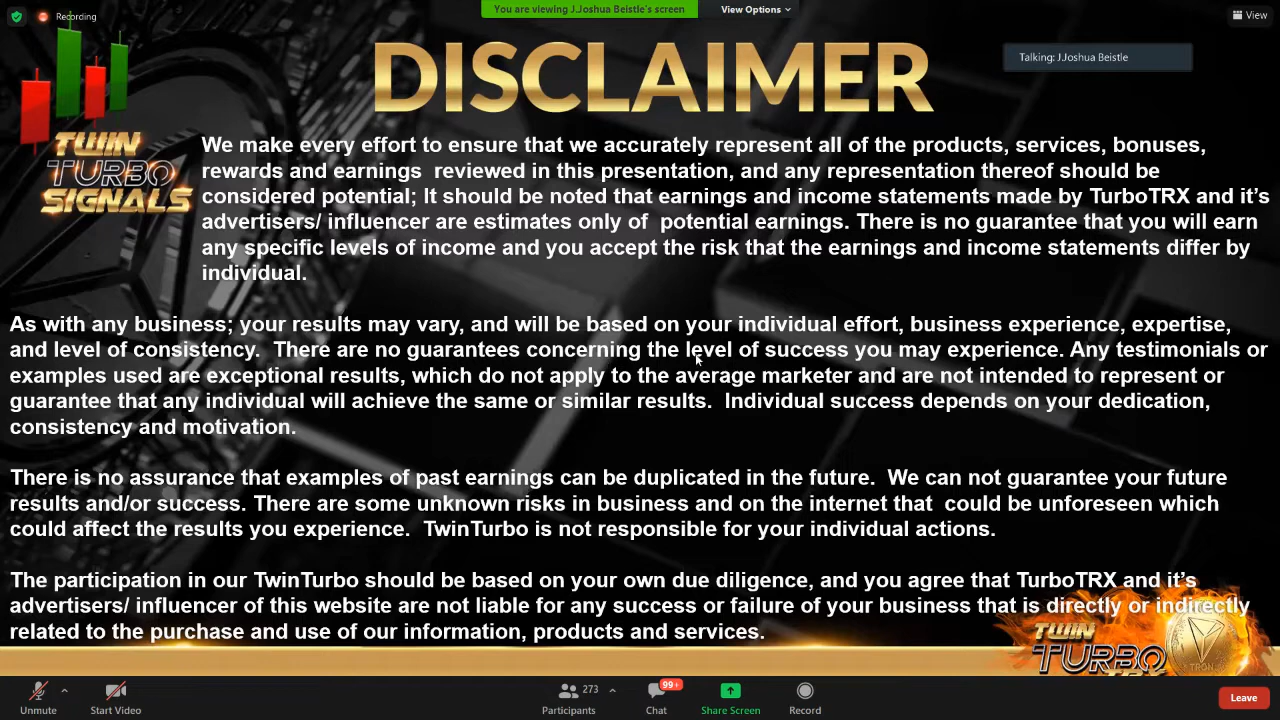 Recording
You are viewing J.Joshua Beistle's screen
View Options
View
Talking: J.Joshua Beistle
DISCLAIMER
TWIN
TURBO
SIGNALS
We make every effort to ensure that we accurately represent all of the products, services, bonuses,
rewards and earnings  reviewed in this presentation, and any representation thereof should be
considered potential; It should be noted that earnings and income statements made by TurboTRX and it's
advertisers/ influencer are estimates only of  potential earnings. There is no guarantee that you will earn
any specific levels of income and you accept the risk that the earnings and income statements differ by
individual.
As with any business; your results may vary, and will be based on your individual effort, business experience, expertise,
and level of consistency.  There are no guarantees concerning the level of success you may experience. Any testimonials or
examples used are exceptional results, which do not apply to the average marketer and are not intended to represent or
guarantee that any individual will achieve the same or similar results.  Individual success depends on your dedication,
consistency and motivation.
There is no assurance that examples of past earnings can be duplicated in the future.  We can not guarantee your future
results and/or success. There are some unknown risks in business and on the internet that  could be unforeseen which
could affect the results you experience.  TwinTurbo is not responsible for your individual actions.
The participation in our TwinTurbo should be based on your own due diligence, and you agree that TurboTRX and it's
advertisers/ influencer of this website are not liable for any success or failure of your business that is directly or indirectly
related to the purchase and use of our information, products and services.
TWIN
TURBO
TRX
TRON
Unmute
Start Video
273
Participants
99+
Chat
Share Screen
Record
Leave